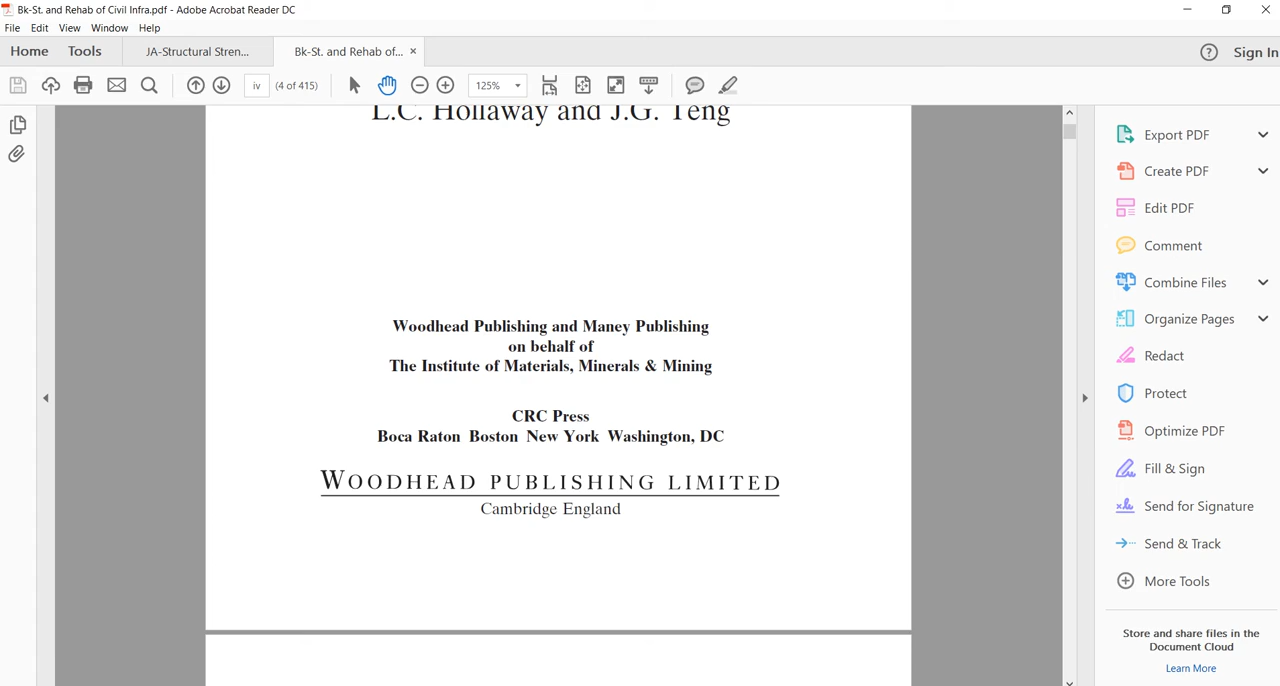 Bk-St. and Rehab of Civil Infra.pdf - Adobe Acrobat Reader DC
File Edit View Window Help
Home Tools JA-Structural Stren... Bk-St. and Rehab of... ×
? Sign In
iv (4 of 415) 125%
L.C. Hollaway and J.G. Teng
Woodhead Publishing and Maney Publishing
on behalf of
The Institute of Materials, Minerals & Mining
CRC Press
Boca Raton Boston New York Washington, DC
WOODHEAD PUBLISHING LIMITED
Cambridge England
Export PDF
Create PDF
Edit PDF
Comment
Combine Files
Organize Pages
Redact
Protect
Optimize PDF
Fill & Sign
Send for Signature
Send & Track
More Tools
Store and share files in the
Document Cloud
Learn More